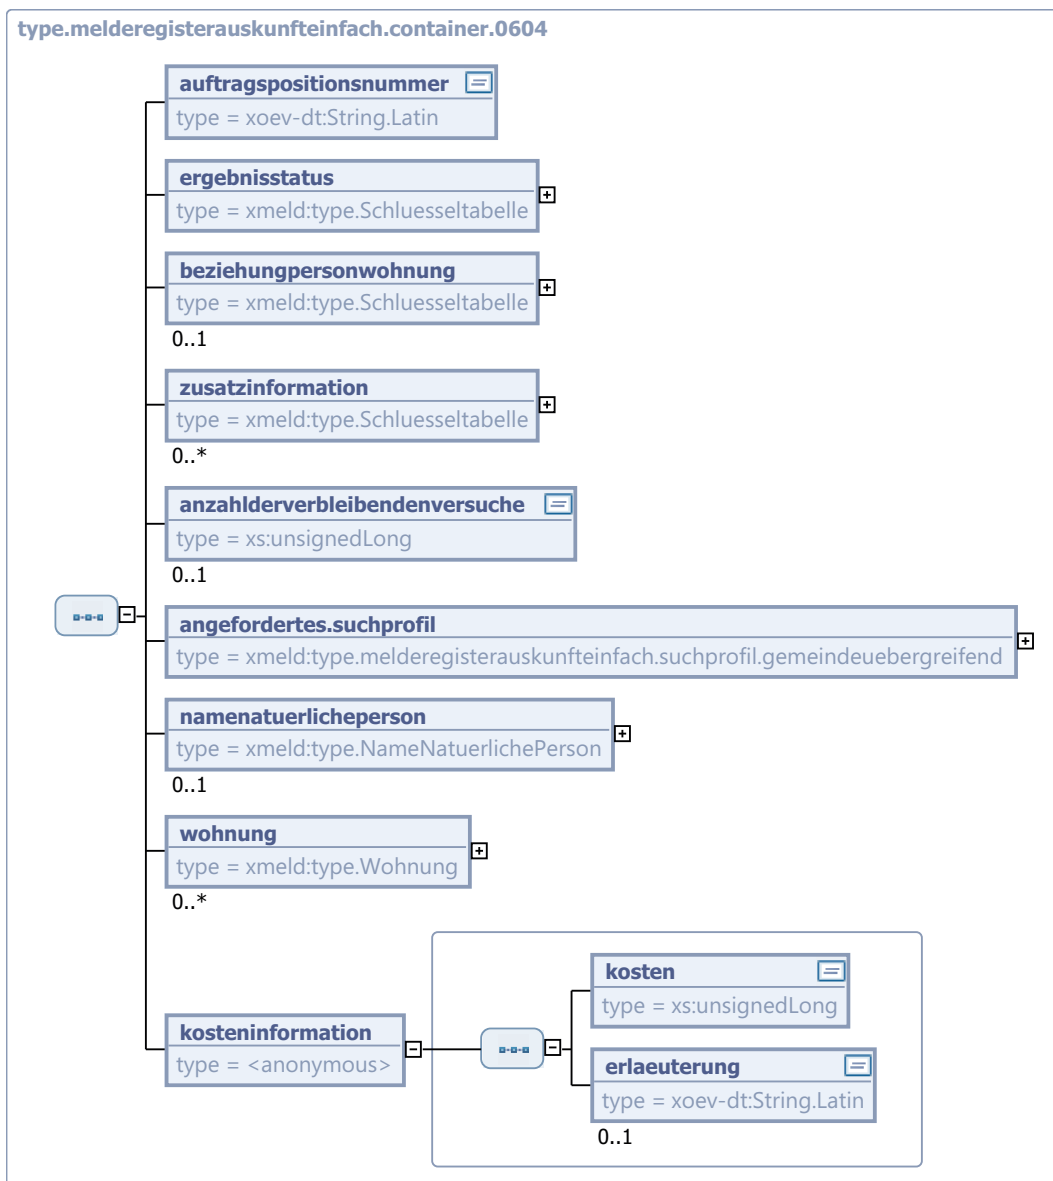 type.melderegisterauskunfteinfach.container.0604
auftragspositionsnummer
type = xoev-dt:String.Latin
ergebnisstatus
type = xmeld:type.Schluesseltabelle
beziehungpersonwohnung
type = xmeld:type.Schluesseltabelle
0..1
zusatzinformation
type = xmeld:type.Schluesseltabelle
0..*
anzahlderverbleibendenversuche
type = xs:unsignedLong
0..1
angefordertes.suchprofil
type = xmeld:type.melderegisterauskunfteinfach.suchprofil.gemeindeuebergreifend
namenatuerlicheperson
type = xmeld:type.NameNatuerlichePerson
0..1
wohnung
type = xmeld:type.Wohnung
0..*
kosteninformation
type = <anonymous>
kosten
type = xs:unsignedLong
erlaeuterung
type = xoev-dt:String.Latin
0..1